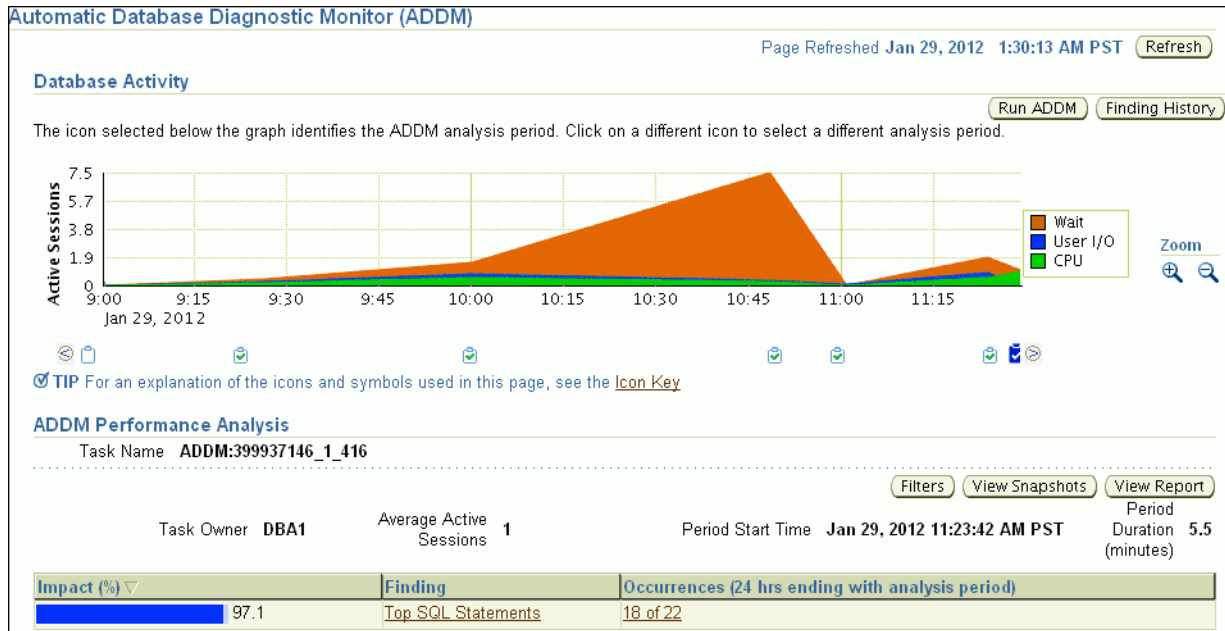 Automatic Database Diagnostic Monitor (ADDM)
Page Refreshed Jan 29, 2012 1:30:13 AM PST Refresh
Database Activity
Run ADDM Finding History
The icon selected below the graph identifies the ADDM analysis period. Click on a different icon to select a different analysis period.
Active Sessions
7.5
5.7
3.8
1.9
0
9:00 9:15 9:30 9:45 10:00 10:15 10:30 10:45 11:00 11:15
Jan 29, 2012
Wait
User I/O
CPU
Zoom
TIP For an explanation of the icons and symbols used in this page, see the Icon Key
ADDM Performance Analysis
Task Name ADDM:399937146_1_416
Filters View Snapshots View Report
Task Owner DBA1
Average Active Sessions 1
Period Start Time Jan 29, 2012 11:23:42 AM PST
Period Duration (minutes) 5.5
Impact (%) Finding Occurrences (24 hrs ending with analysis period)
97.1 Top SQL Statements 18 of 22